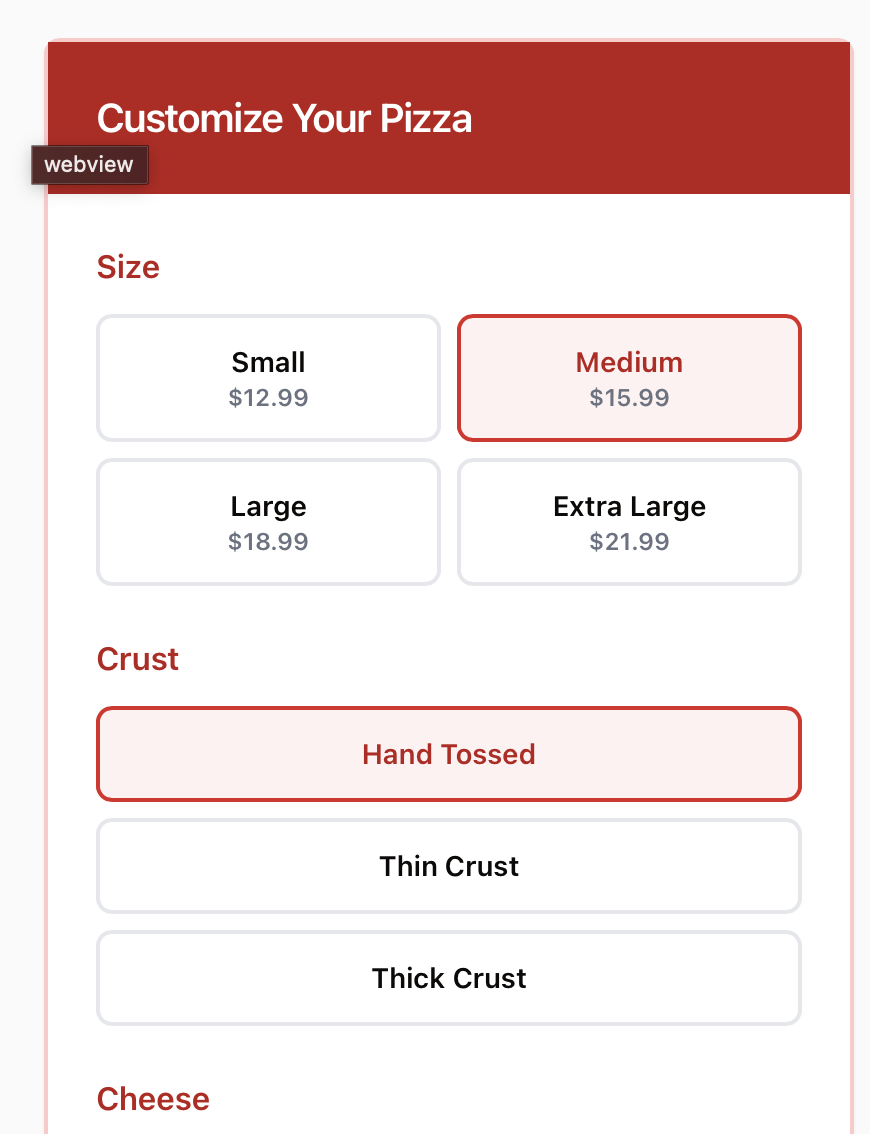 Customize Your Pizza
webview
Size
Small
$12.99
Medium
$15.99
Large
$18.99
Extra Large
$21.99
Crust
Hand Tossed
Thin Crust
Thick Crust
Cheese